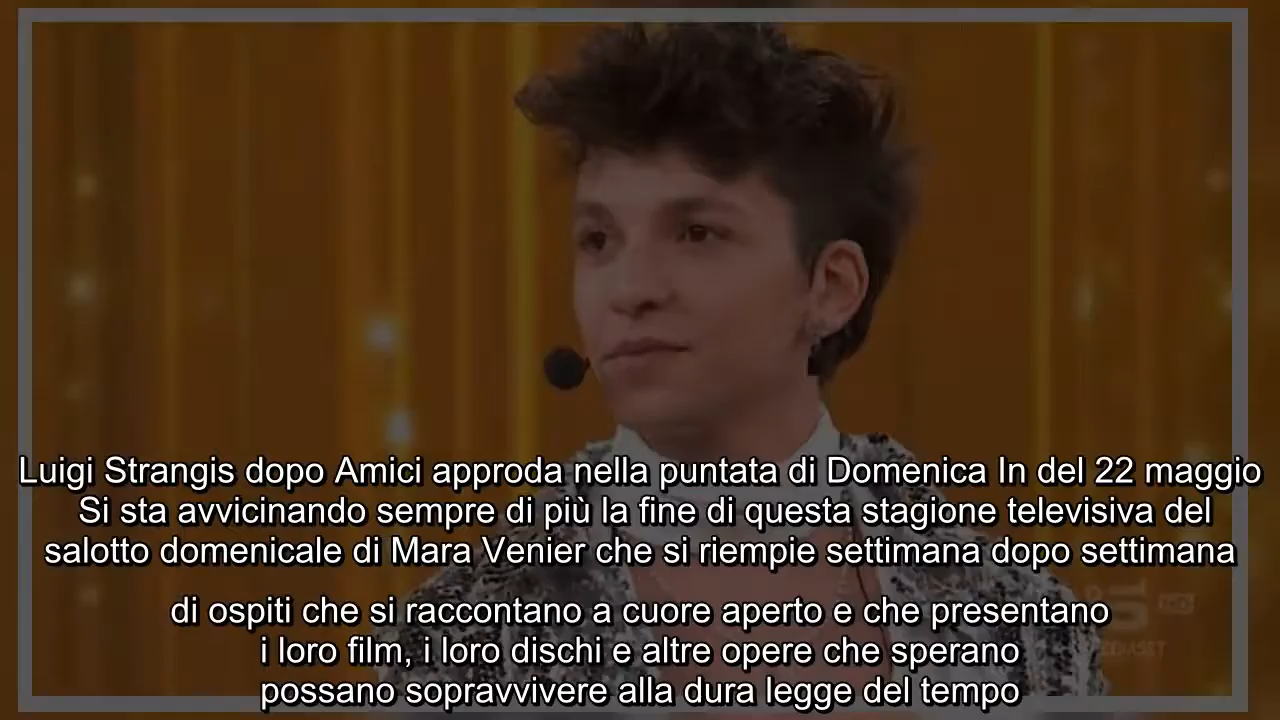 Luigi Strangis dopo Amici approda nella puntata di Domenica In del 22 maggio
Si sta avvicinando sempre di più la fine di questa stagione televisiva del
salotto domenicale di Mara Venier che si riempie settimana dopo settimana
di ospiti che si raccontano a cuore aperto e che presentano
i loro film, i loro dischi e altre opere che sperano
possano sopravvivere alla dura legge del tempo